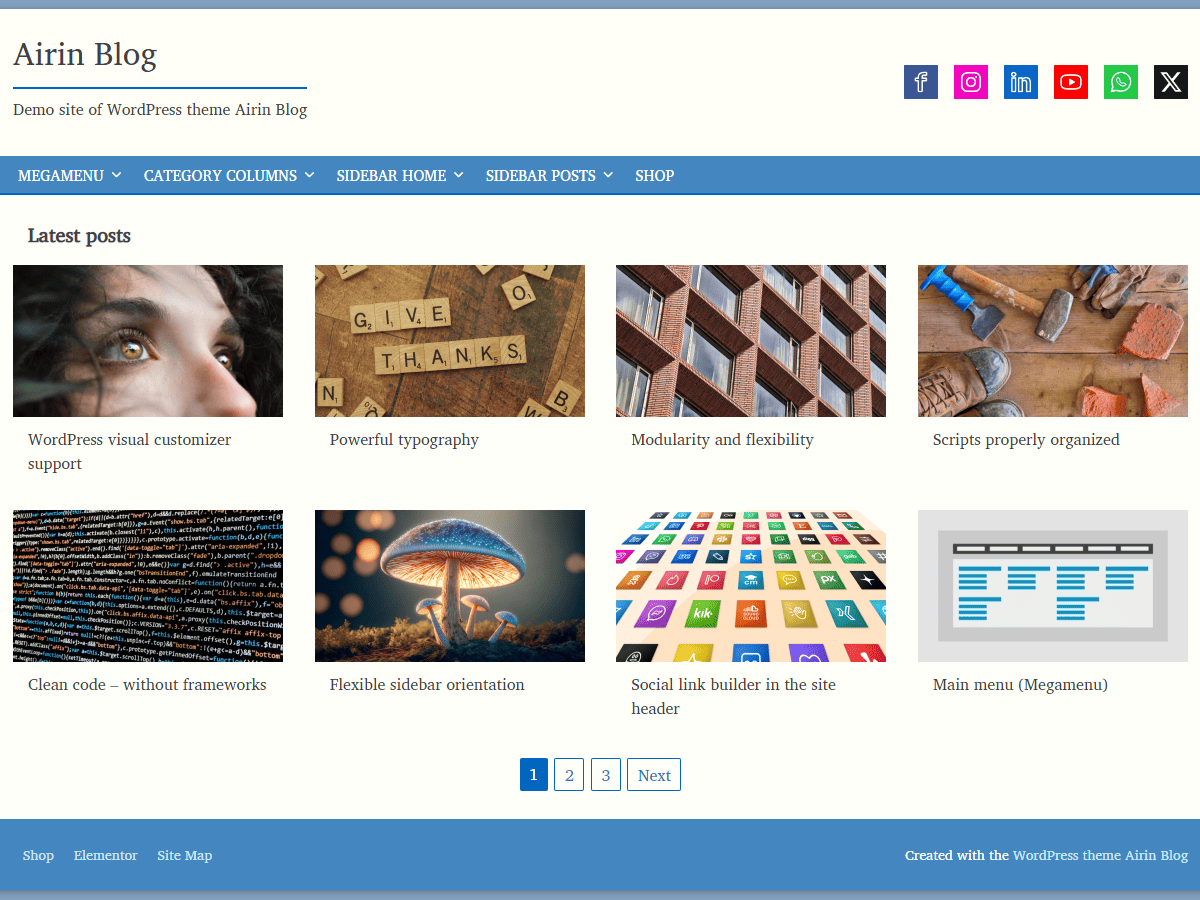 Airin Blog
Demo site of WordPress theme Airin Blog
MEGAMENU
CATEGORY COLUMNS
SIDEBAR HOME
SIDEBAR POSTS
SHOP
Latest posts
GIVE
THANKS
WordPress visual customizer
support
Powerful typography
Modularity and flexibility
Scripts properly organized
Clean code – without frameworks
Flexible sidebar orientation
Social link builder in the site
header
Main menu (Megamenu)
1
2
3
Next
Shop
Elementor
Site Map
Created with the WordPress theme Airin Blog